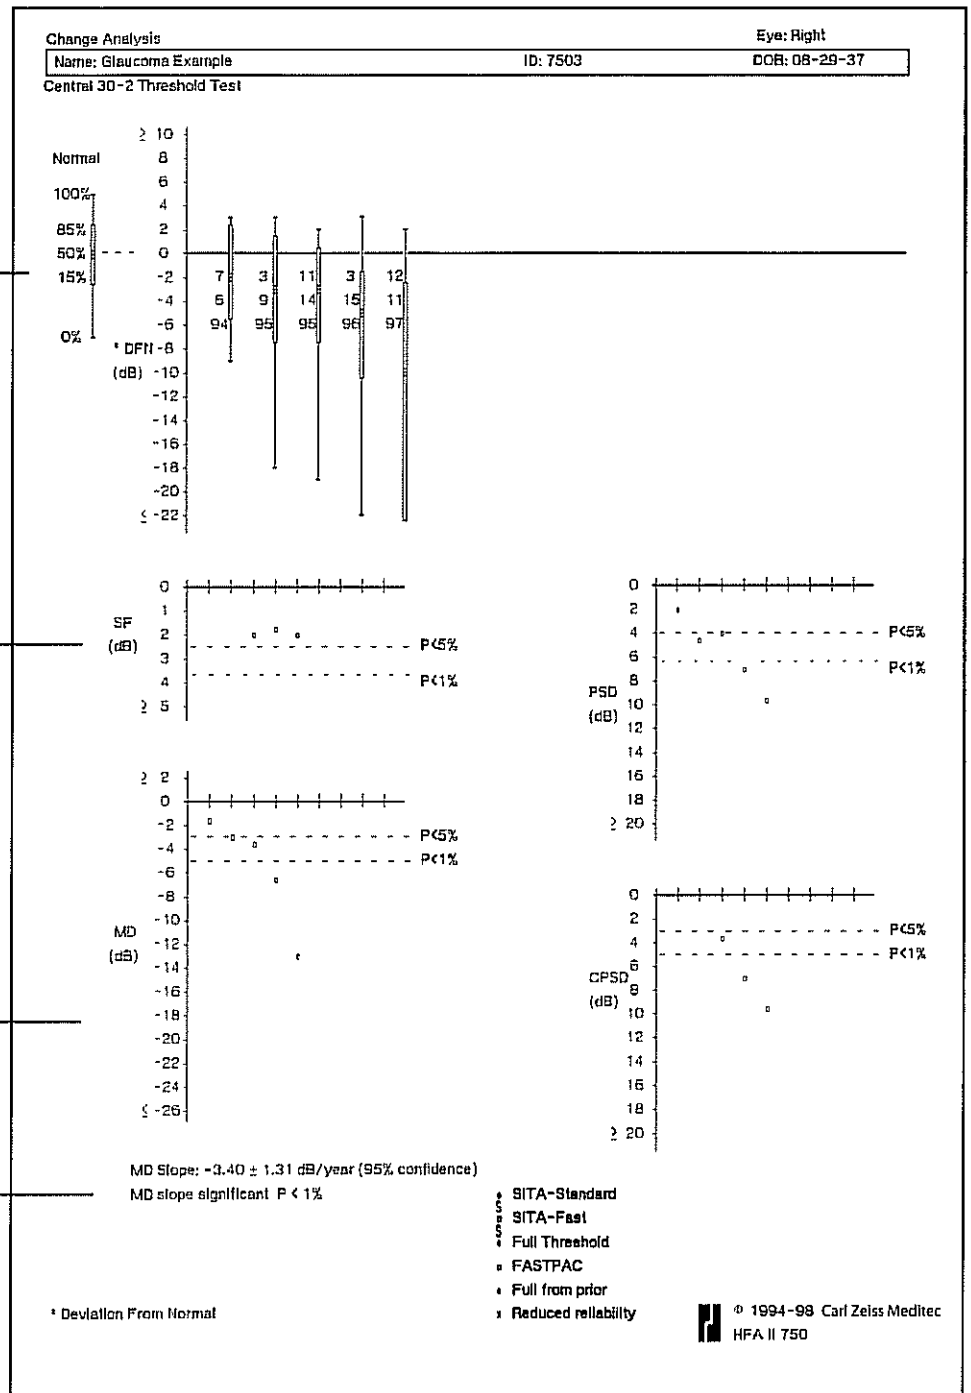 Change Analysis
Eye: Right
Name: Glaucoma Example ID: 7503 DOB: 08-29-37
Central 30-2 Threshold Test
≥ 10
8
6
4
2
0
-2
-4
-6
* DFN -8
(dB) -10
-12
-14
-16
-18
-20
≤ -22
Normal
100%
85%
50%
15%
0%
7 3 11 3 12
6 9 14 15 11
94 95 95 96 97
SF
(dB)
0
1
2
3
4
≥ 5
P<5%
P<1%
PSD
(dB)
0
2
4
6
8
10
12
14
16
18
≥ 20
P<5%
P<1%
MD
(dB)
≥ 2
0
-2
-4
-6
-8
-10
-12
-14
-16
-18
-20
-22
-24
≤ -26
P<5%
P<1%
CPSD
(dB)
0
2
4
6
8
10
12
14
16
18
≥ 20
P<5%
P<1%
MD Slope: -3.40 ± 1.31 dB/year (95% confidence)
MD slope significant P < 1%
SITA-Standard
S
SITA-Fast
S
Full Threshold
FASTPAC
Full from prior
x Reduced reliability
* Deviation From Normal
© 1994-98 Carl Zeiss Meditec
HFA II 750